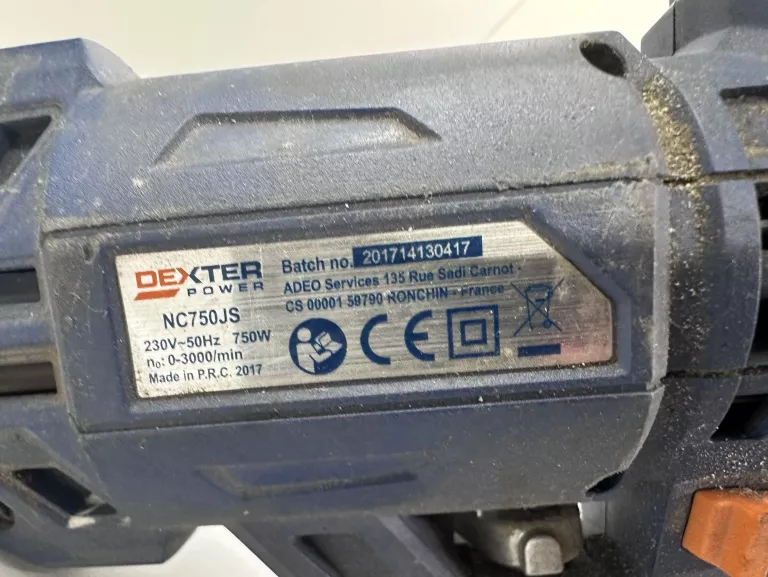 DEXTER
POWER
Batch no. 201714130417
ADEO Services 135 Rue Sadi Carnot -
CS 00001 59790 RONCHIN - France
NC750JS
230V~50Hz 750W
n₀: 0-3000/min
Made in P.R.C. 2017
CE